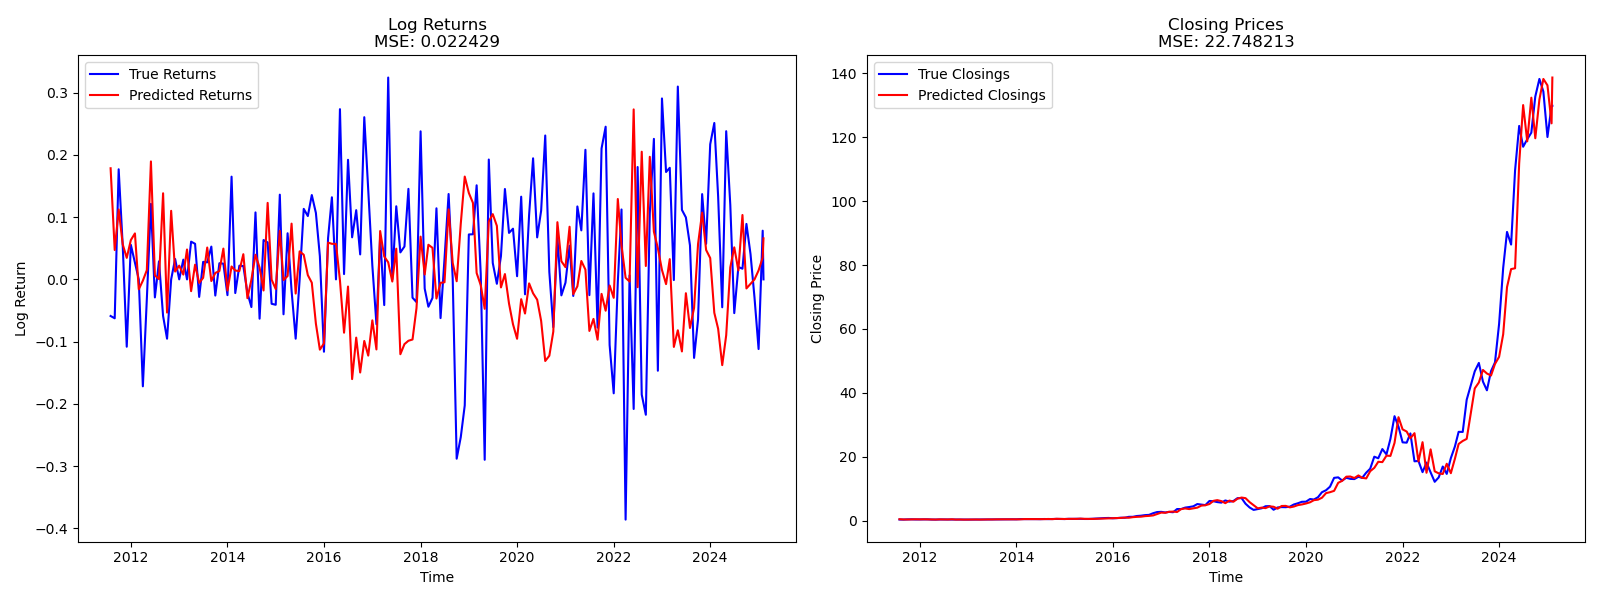 Log Returns
MSE: 0.022429
True Returns
Predicted Returns
Log Return
0.3
0.2
0.1
0.0
−0.1
−0.2
−0.3
−0.4
2012
2014
2016
2018
2020
2022
2024
Time
Closing Prices
MSE: 22.748213
True Closings
Predicted Closings
Closing Price
140
120
100
80
60
40
20
0
2012
2014
2016
2018
2020
2022
2024
Time